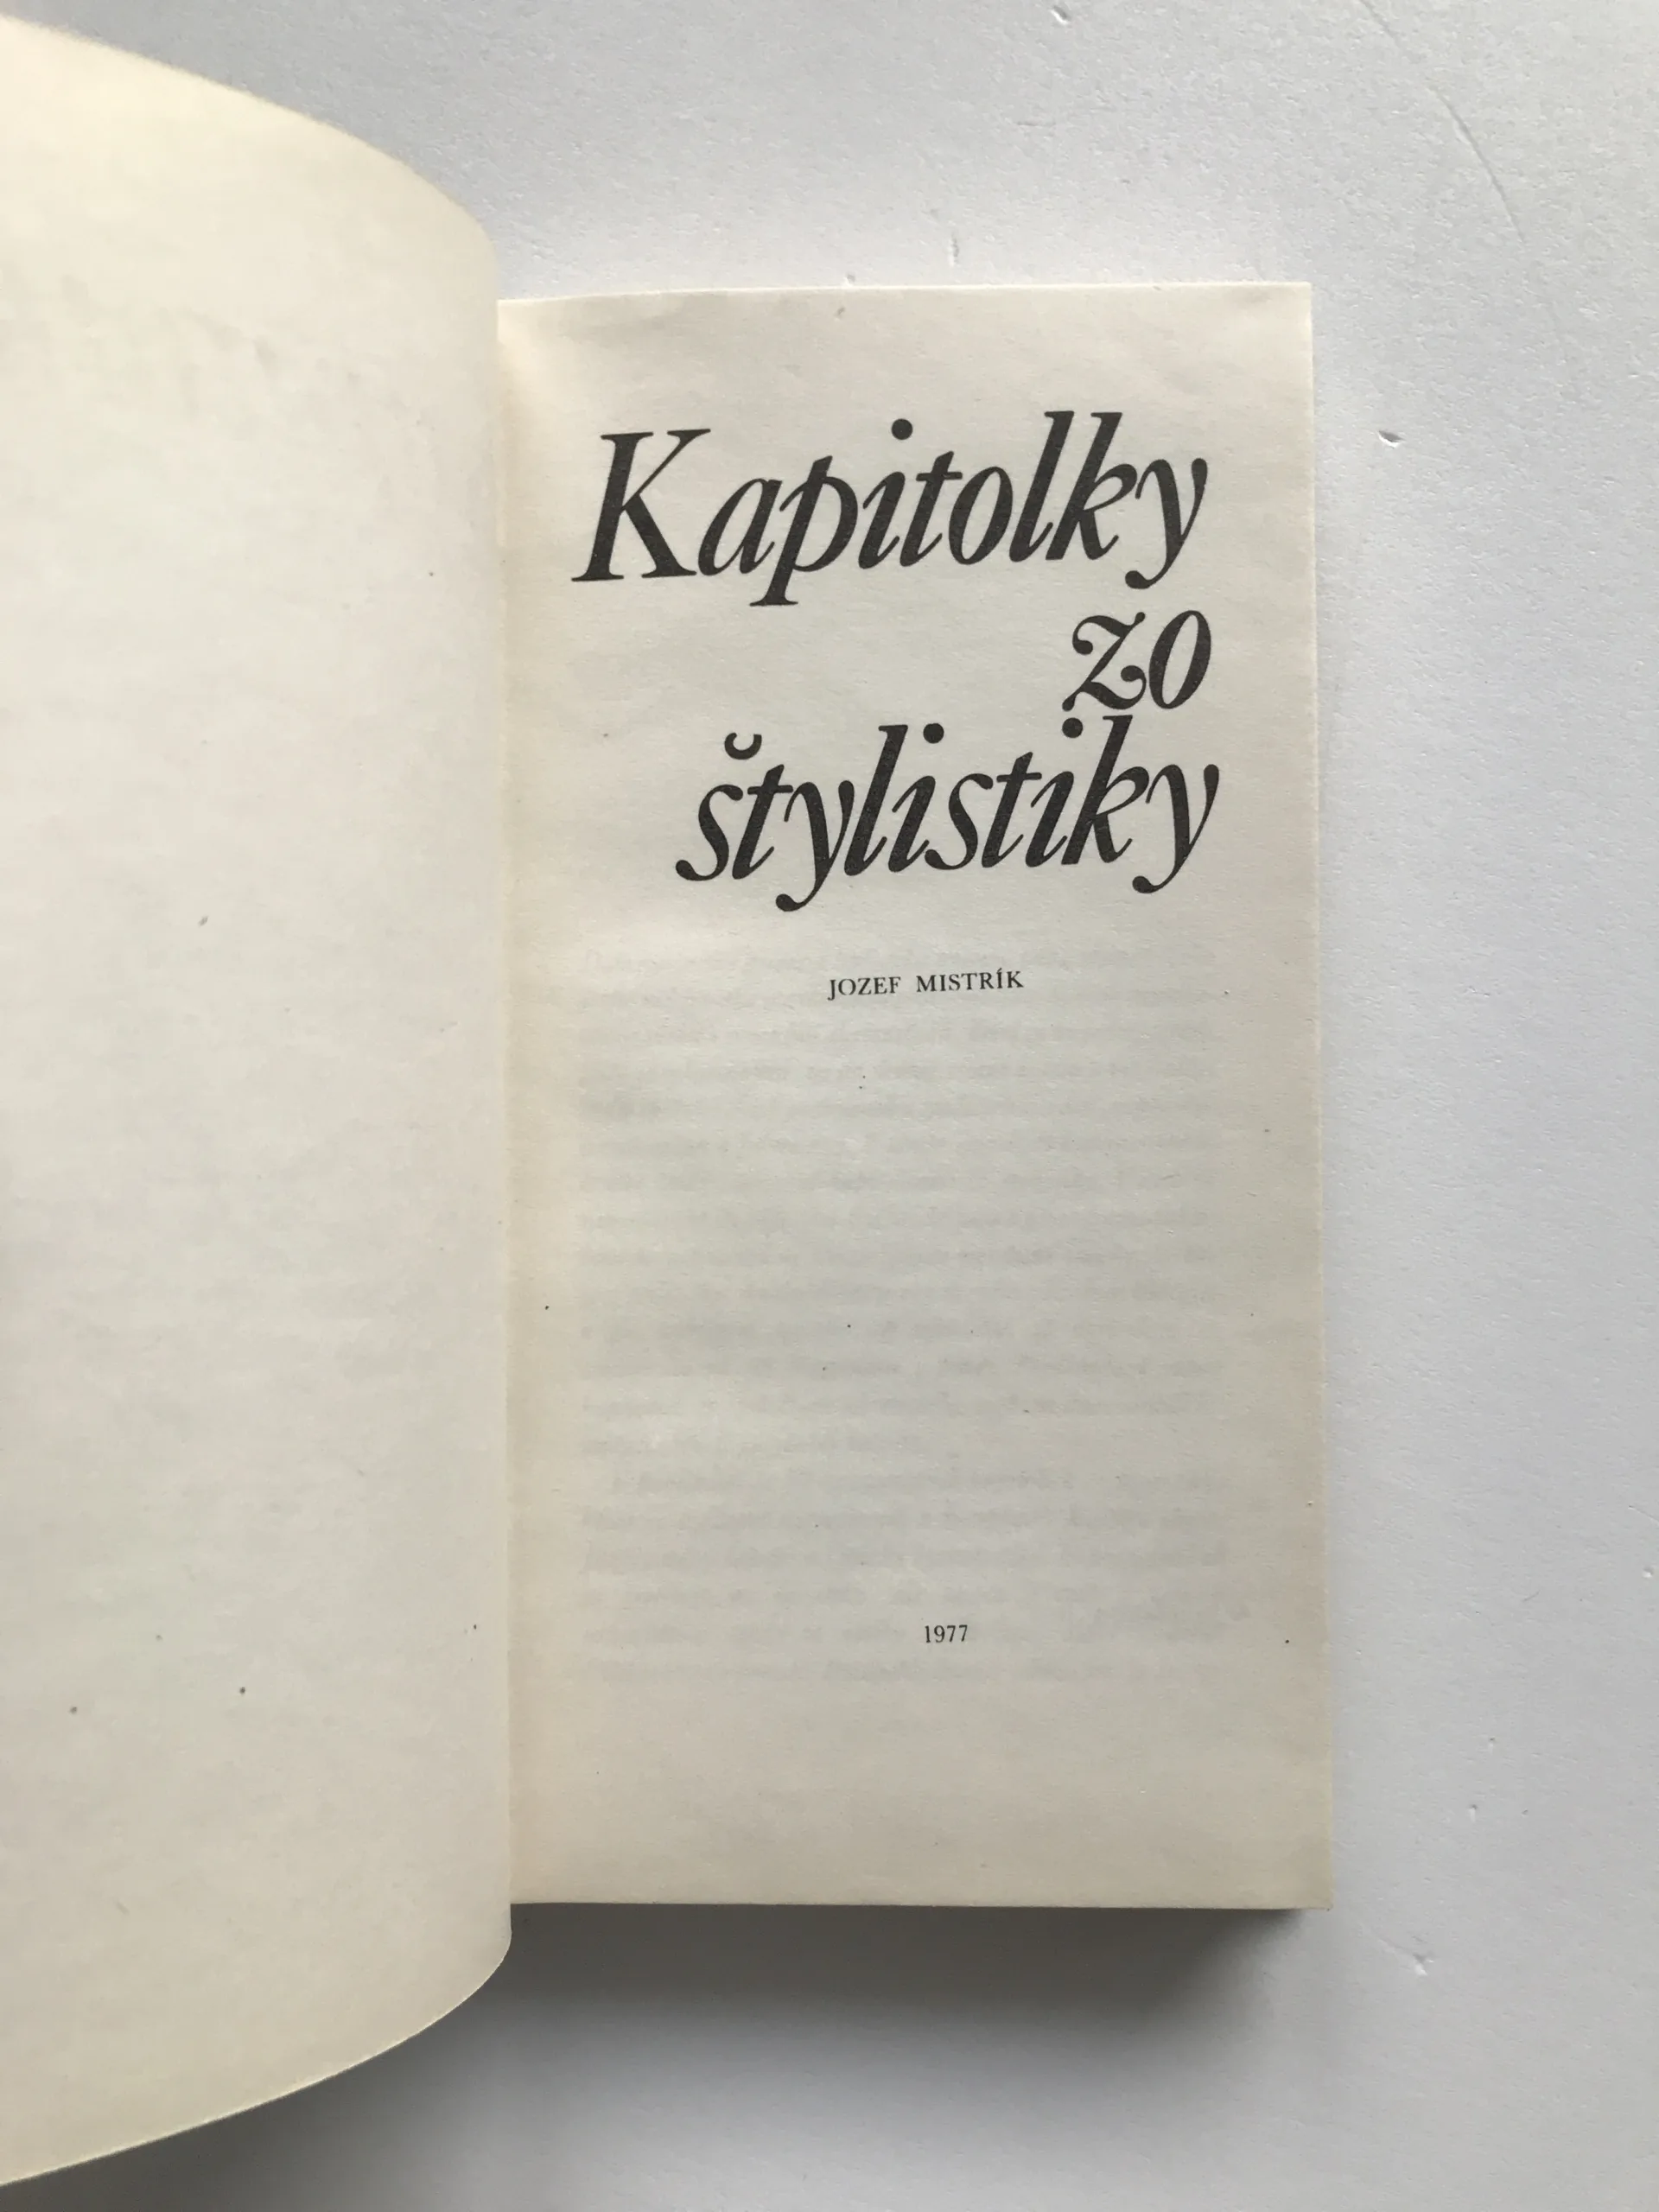 Kapitolky
zo
štylistiky
JOZEF MISTRÍK
1977